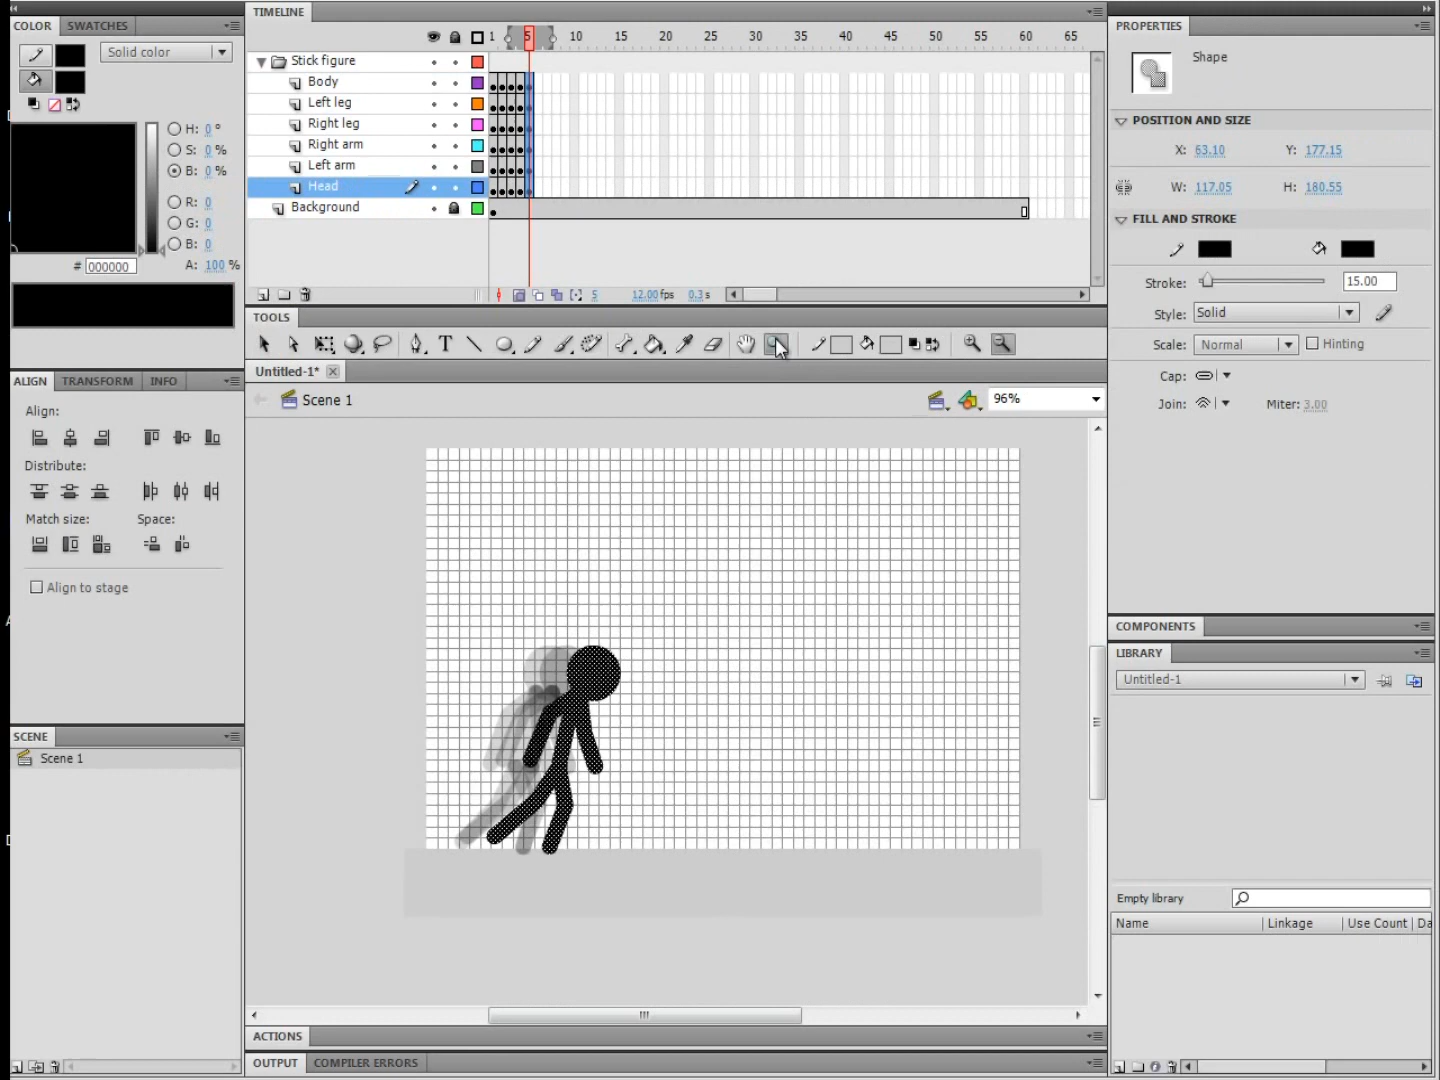 COLOR SWATCHES
Solid color
H: 0 °
S: 0 %
B: 0 %
R: 0
G: 0
B: 0
# 000000 A: 100 %
ALIGN TRANSFORM INFO
Align:
Distribute:
Match size: Space:
Align to stage
SCENE
Scene 1
TIMELINE
1 5 10 15 20 25 30 35 40 45 50 55 60 65
Stick figure
Body
Left leg
Right leg
Right arm
Left arm
Head
Background
5 12.00 fps 0.3 s
TOOLS
T
Untitled-1*
Scene 1 96%
ACTIONS
OUTPUT COMPILER ERRORS
PROPERTIES
Shape
POSITION AND SIZE
X: 63.10 Y: 177.15
W: 117.05 H: 180.55
FILL AND STROKE
Stroke: 15.00
Style: Solid
Scale: Normal Hinting
Cap:
Join: Miter: 3.00
COMPONENTS
LIBRARY
Untitled-1
Empty library
Name Linkage Use Count Da